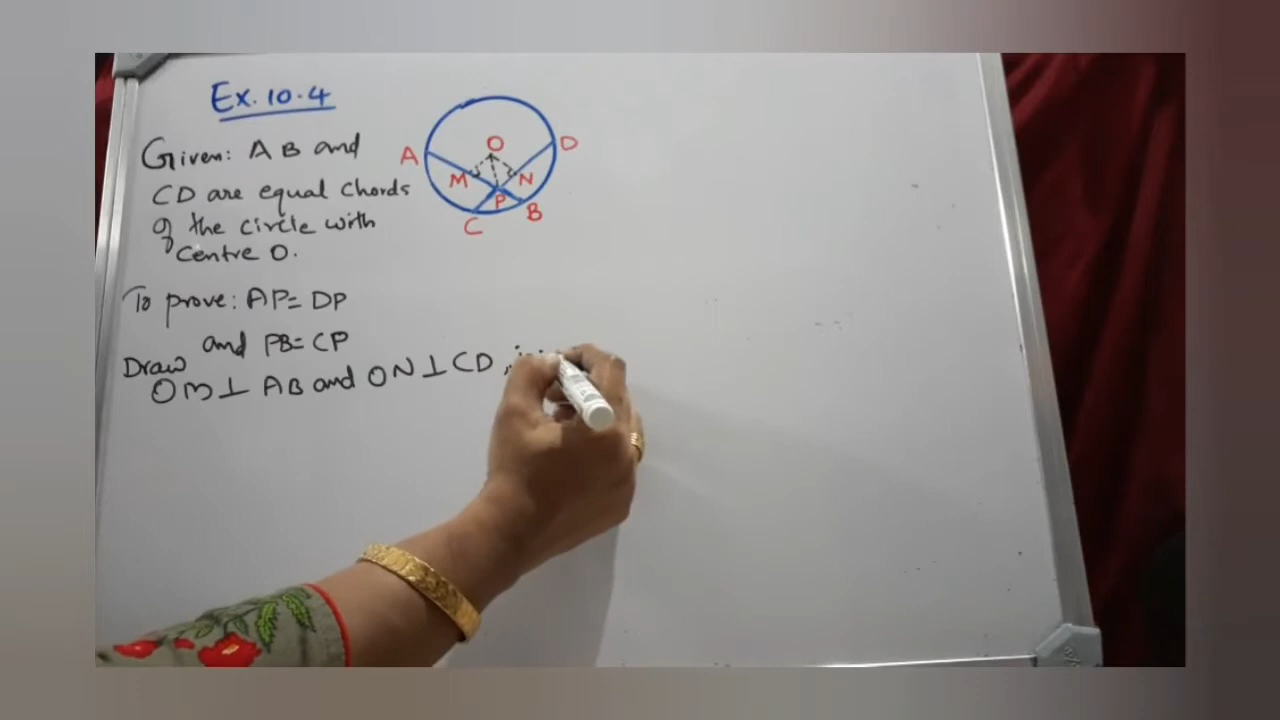 Ex. 10.4
Given: AB and
CD are equal chords
of the circle with
Centre O.
To prove: AP = DP
and PB = CP
Draw
OM ⊥ AB and ON ⊥ CD,
A
O
D
M
N
P
B
C